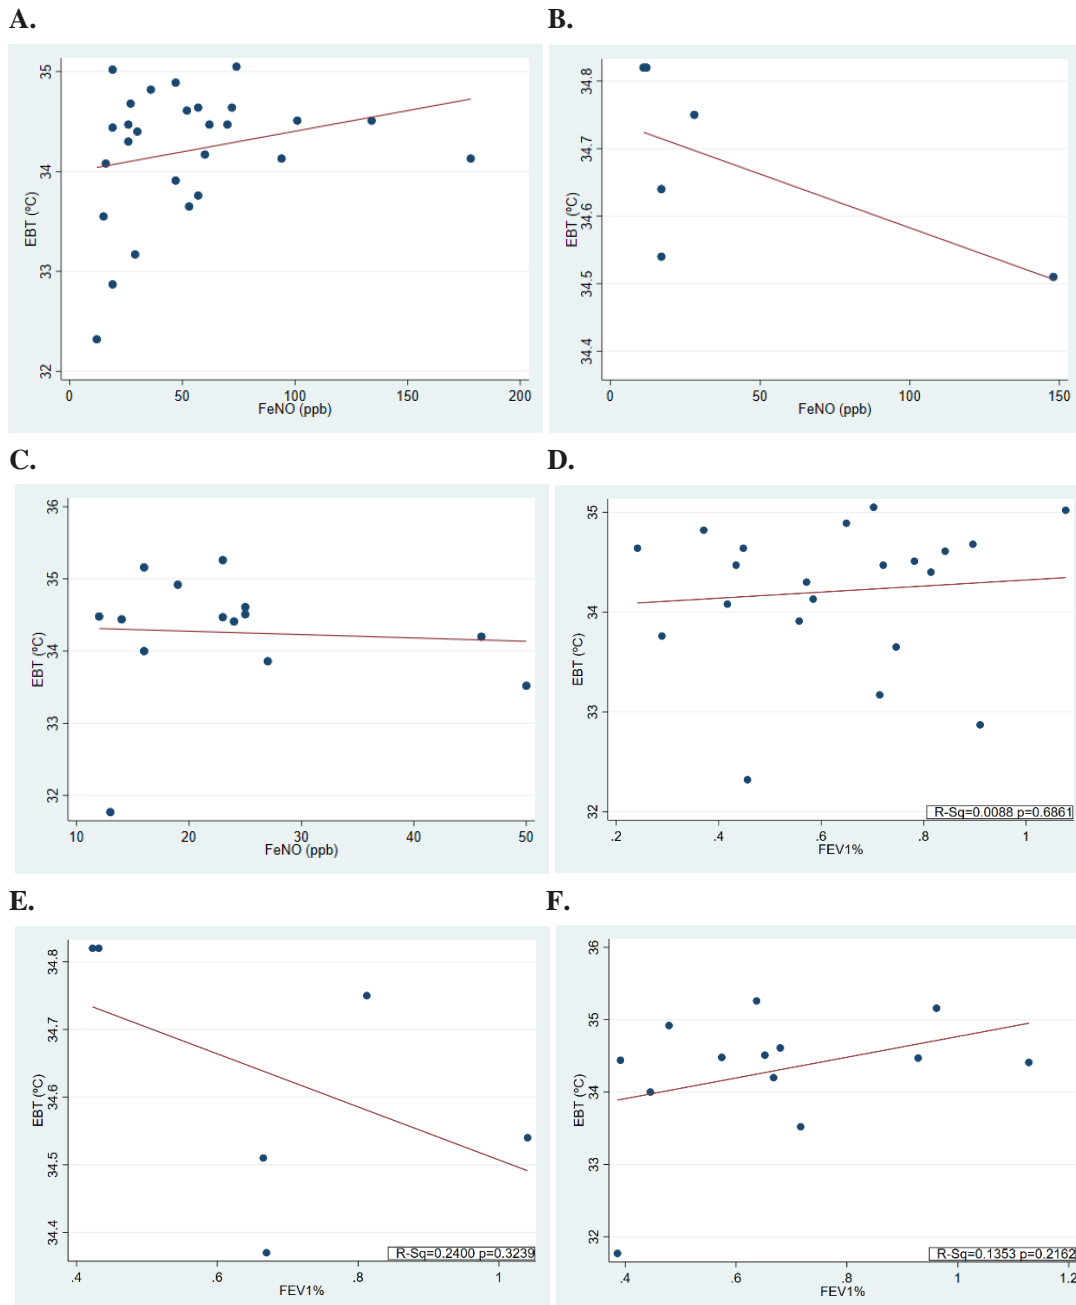 A.
B.
35
34
33
32
EBT (ºC)
0
50
100
150
200
FeNO (ppb)
34.8
34.7
34.6
34.5
34.4
EBT (ºC)
0
50
100
150
FeNO (ppb)
C.
D.
36
35
34
33
32
EBT (ºC)
10
20
30
40
50
FeNO (ppb)
35
34
33
32
EBT (ºC)
R-Sq=0.0088 p=0.6861
.2
.4
.6
.8
1
FEV1%
E.
F.
34.8
34.7
34.6
34.5
34.4
EBT (ºC)
R-Sq=0.2400 p=0.3239
.4
.6
.8
1
FEV1%
36
35
34
33
32
EBT (ºC)
R-Sq=0.1353 p=0.2162
.4
.6
.8
1
1.2
FEV1%